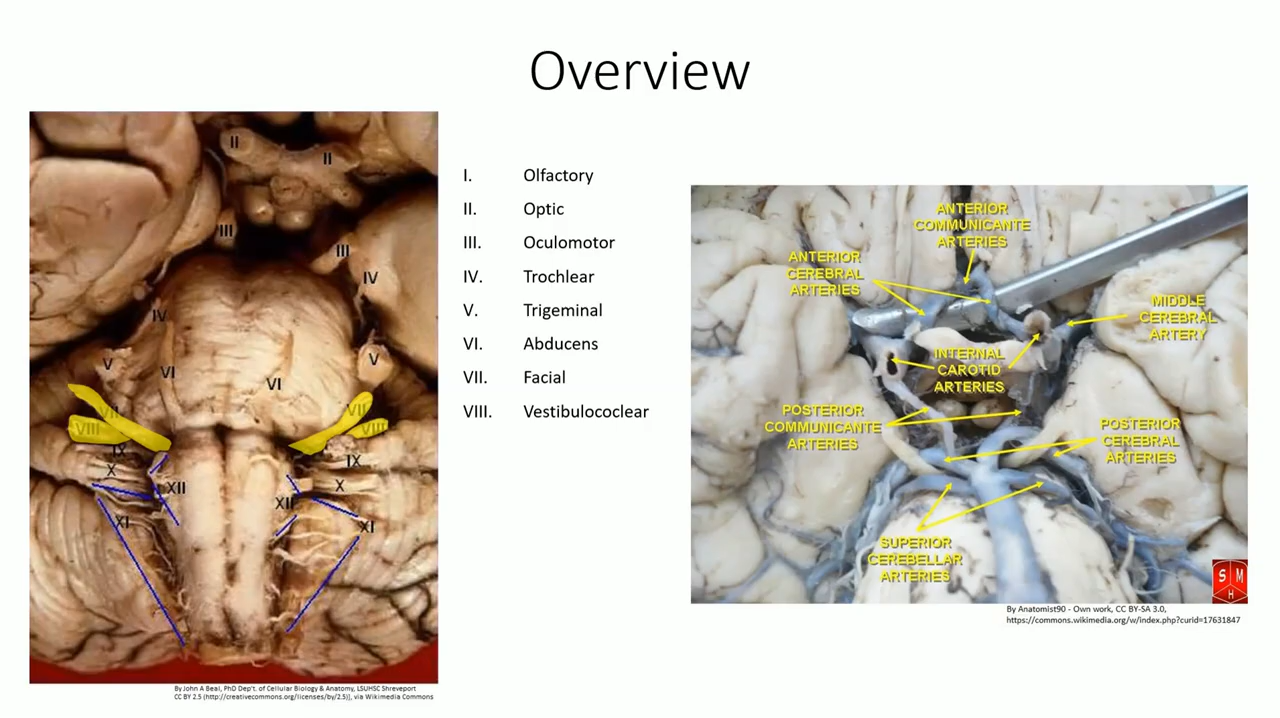 Overview
II
II
III
III
IV
IV
V
V
VI
VI
VII
VII
VIII
VIII
IX
IX
X
X
XII
XII
XI
XI
By John A Beal, PhD Dep't. of Cellular Biology & Anatomy, LSUHSC Shreveport
CC BY 2.5 (http://creativecommons.org/licenses/by/2.5)], via Wikimedia Commons
I. Olfactory
II. Optic
III. Oculomotor
IV. Trochlear
V. Trigeminal
VI. Abducens
VII. Facial
VIII. Vestibulococlear
ANTERIOR
COMMUNICANTE
ARTERIES
ANTERIOR
CEREBRAL
ARTERIES
MIDDLE
CEREBRAL
ARTERY
INTERNAL
CAROTID
ARTERIES
POSTERIOR
COMMUNICANTE
ARTERIES
POSTERIOR
CEREBRAL
ARTERIES
SUPERIOR
CEREBELLAR
ARTERIES
S M
H
By Anatomist90 - Own work, CC BY-SA 3.0,
https://commons.wikimedia.org/w/index.php?curid=17631847